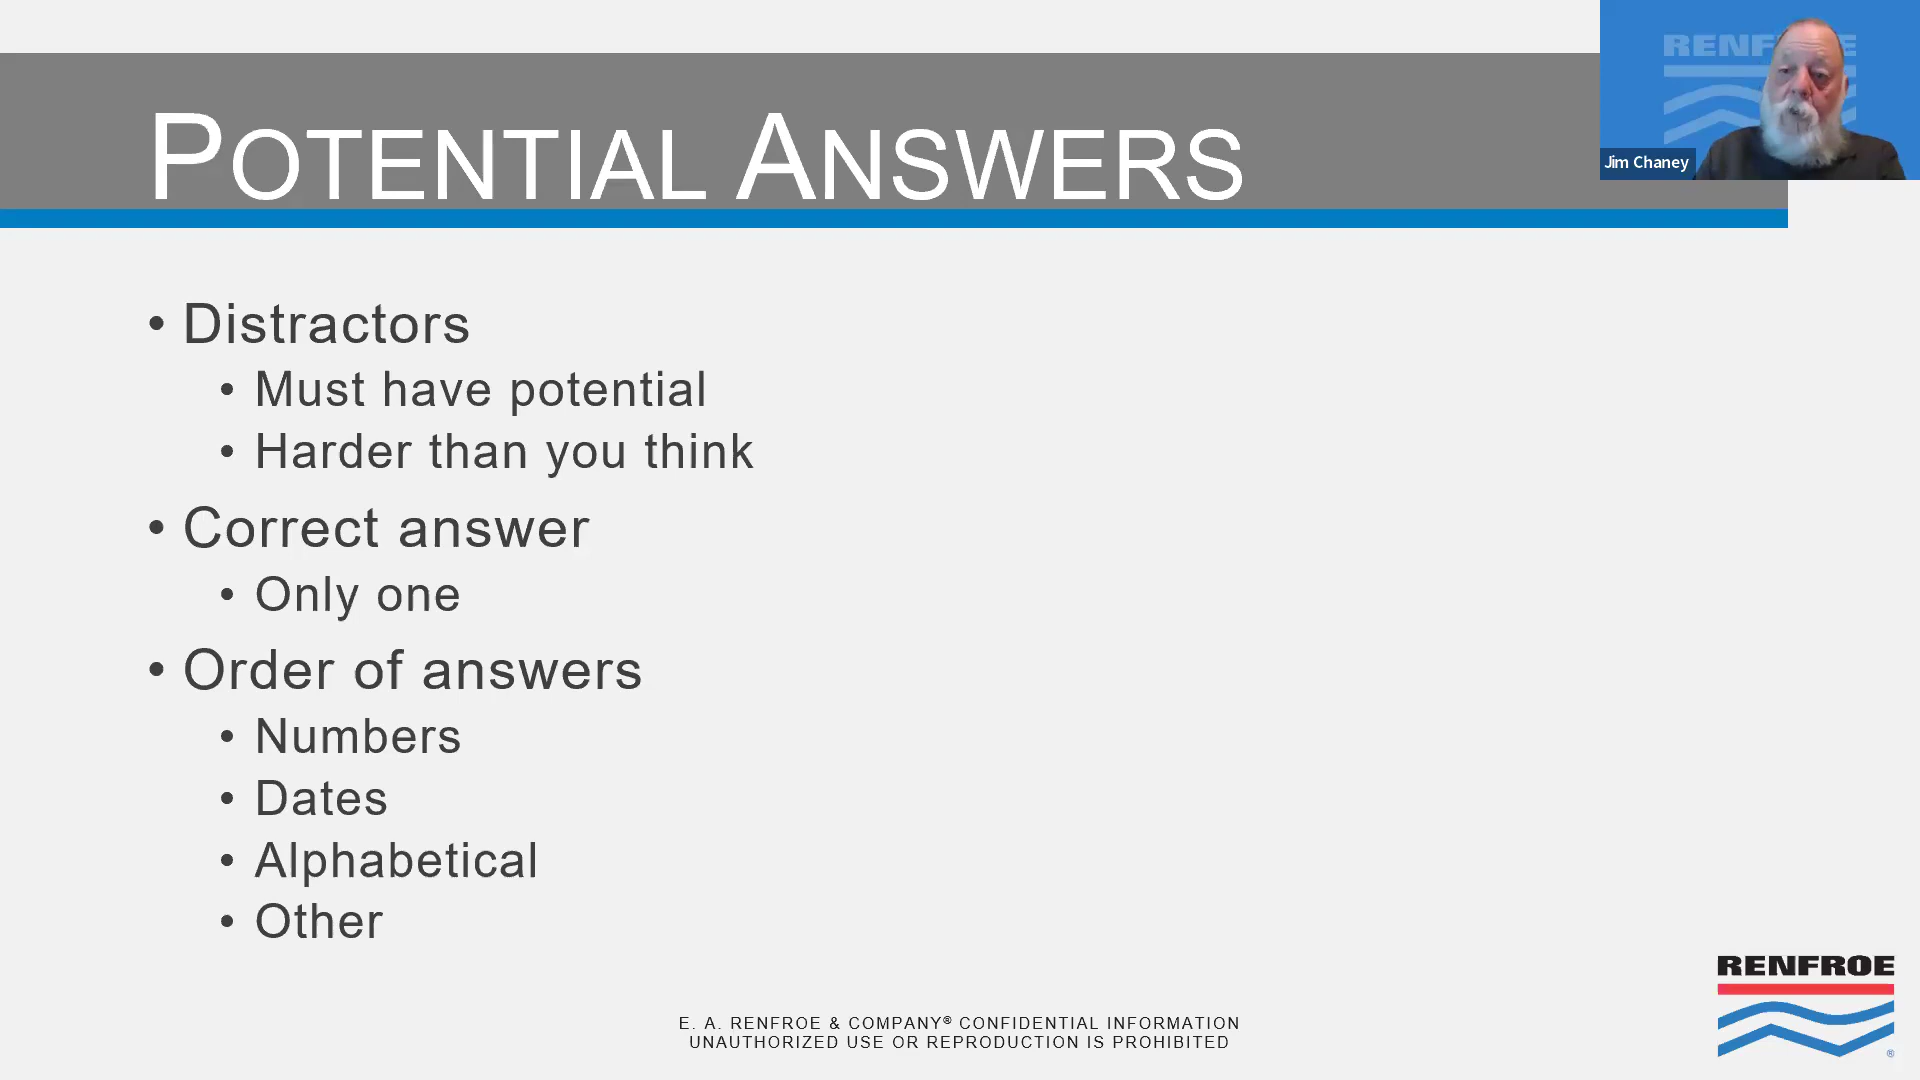 RENFROE
Jim Chaney
POTENTIAL ANSWERS
• Distractors
• Must have potential
• Harder than you think
• Correct answer
• Only one
• Order of answers
• Numbers
• Dates
• Alphabetical
• Other
RENFROE
®
E. A. RENFROE & COMPANY® CONFIDENTIAL INFORMATION
UNAUTHORIZED USE OR REPRODUCTION IS PROHIBITED